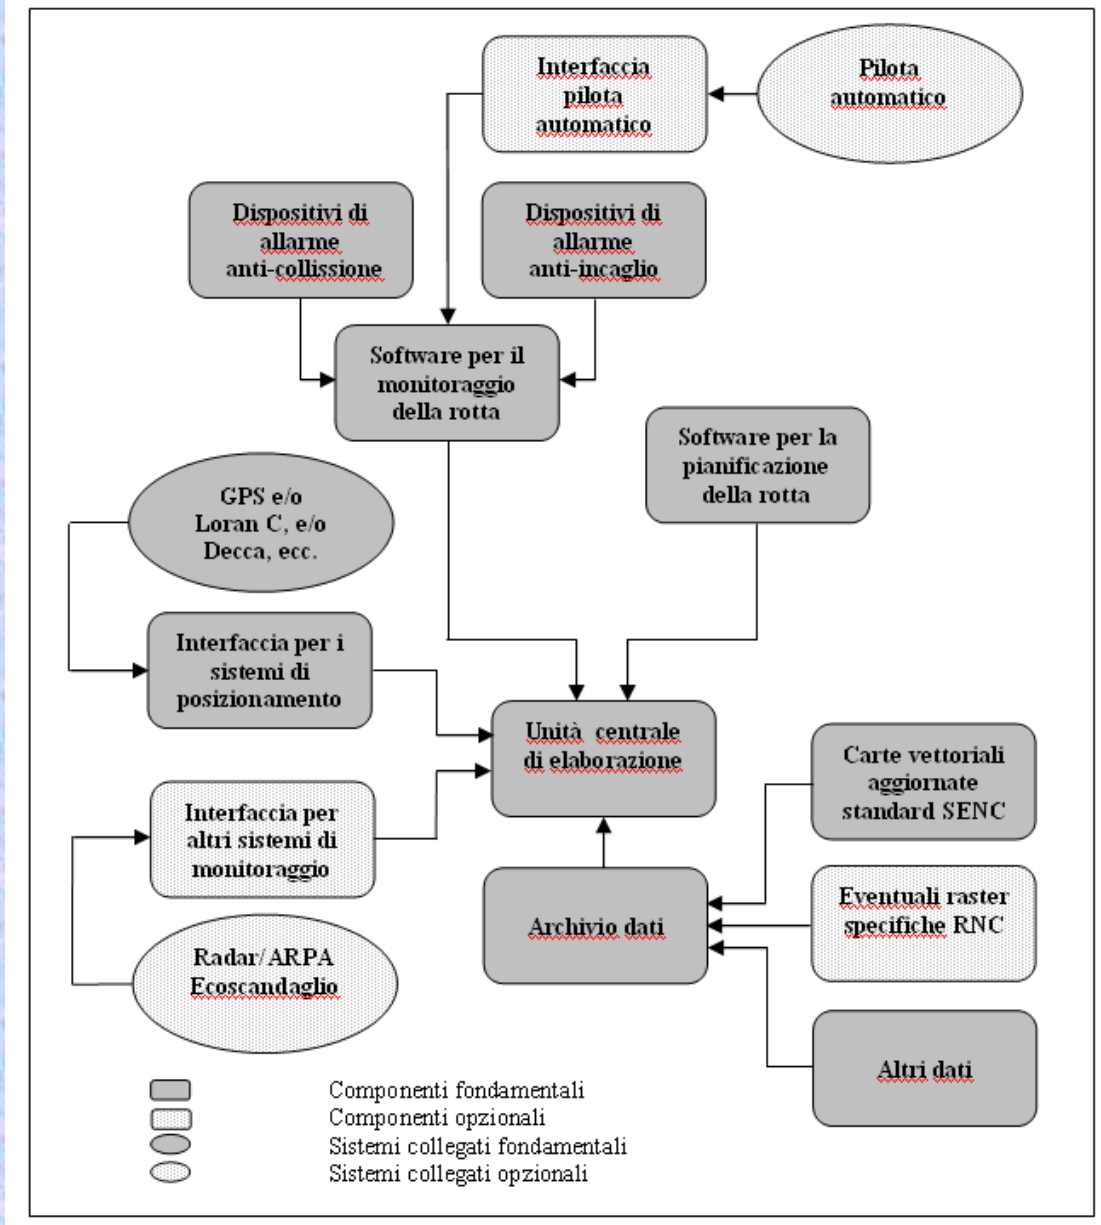 Interfaccia
pilota
automatico
Pilota
automatico
Dispositivi di
allarme
anti-collissione
Dispositivi di
allarme
anti-incaglio
Software per il
monitoraggio
della rotta
Software per la
pianificazione
della rotta
GPS e/o
Loran C, e/o
Decca, ecc.
Interfaccia per i
sistemi di
posizionamento
Unità centrale
di elaborazione
Carte vettoriali
aggiornate
standard SENC
Interfaccia per
altri sistemi di
monitoraggio
Eventuali raster
specifiche RNC
Archivio dati
Radar/ARPA
Ecoscandaglio
Altri dati
Componenti fondamentali
Componenti opzionali
Sistemi collegati fondamentali
Sistemi collegati opzionali